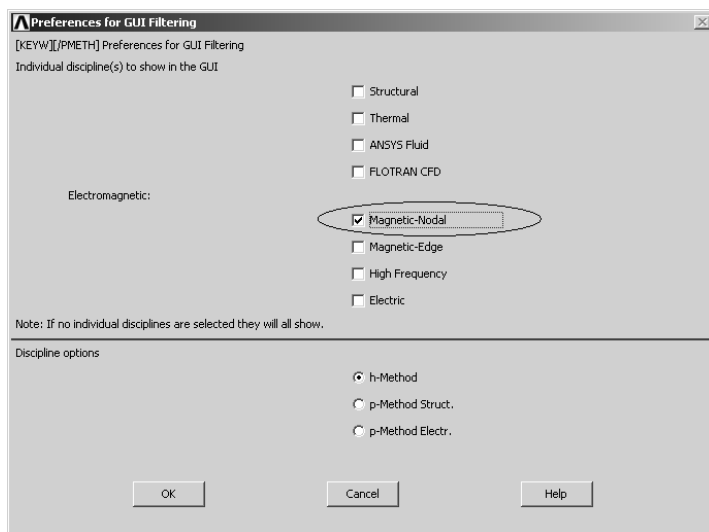 Preferences for GUI Filtering
[KEYW][/PMETH] Preferences for GUI Filtering
Individual discipline(s) to show in the GUI
Structural
Thermal
ANSYS Fluid
FLOTRAN CFD
Electromagnetic:
Magnetic-Nodal
Magnetic-Edge
High Frequency
Electric
Note: If no individual disciplines are selected they will all show.
Discipline options
h-Method
p-Method Struct.
p-Method Electr.
OK Cancel Help